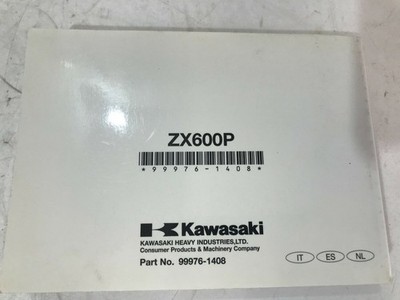 ZX600P
*99976-1408*
Kawasaki
KAWASAKI HEAVY INDUSTRIES,LTD.
Consumer Products & Machinery Company
Part No. 99976-1408
IT ES NL